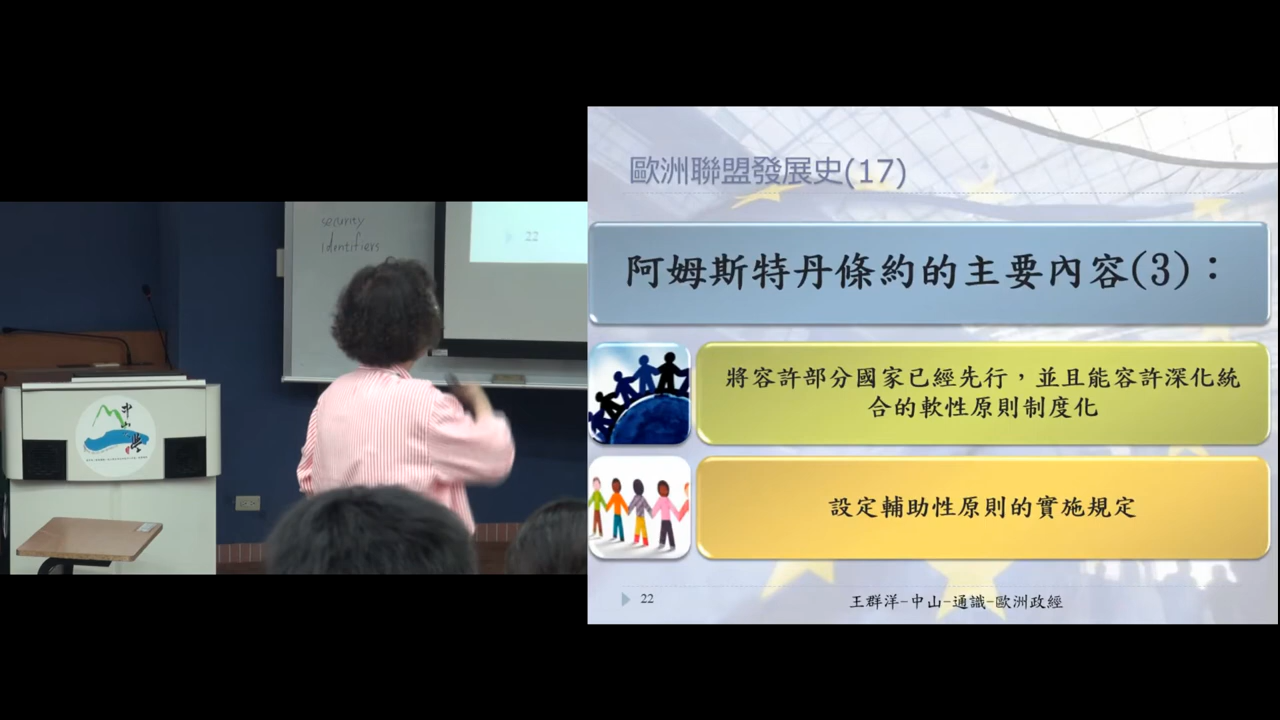 security
Identifiers
22
中山
歐洲聯盟發展史(17)
阿姆斯特丹條約的主要內容(3)：
將容許部分國家已經先行，並且能容許深化統
合的軟性原則制度化
設定輔助性原則的實施規定
22
王群洋-中山-通識-歐洲政經